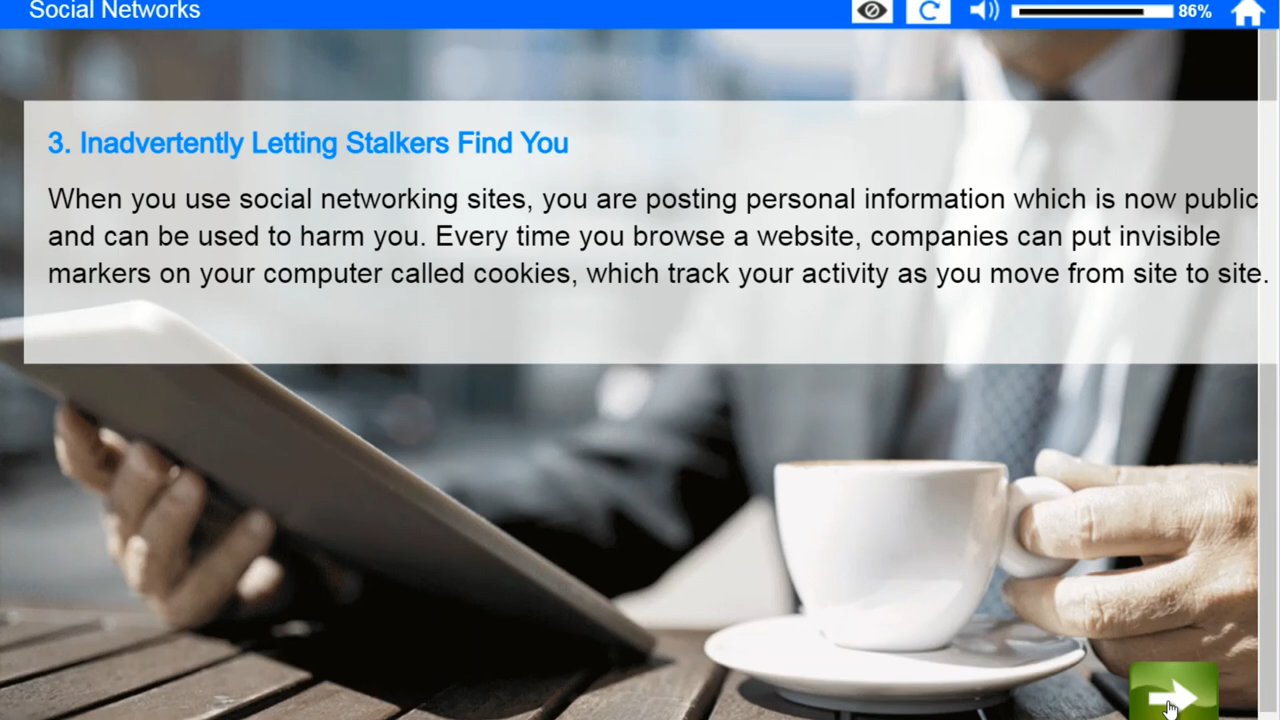 Social Networks
86%
3. Inadvertently Letting Stalkers Find You
When you use social networking sites, you are posting personal information which is now public
and can be used to harm you. Every time you browse a website, companies can put invisible
markers on your computer called cookies, which track your activity as you move from site to site.